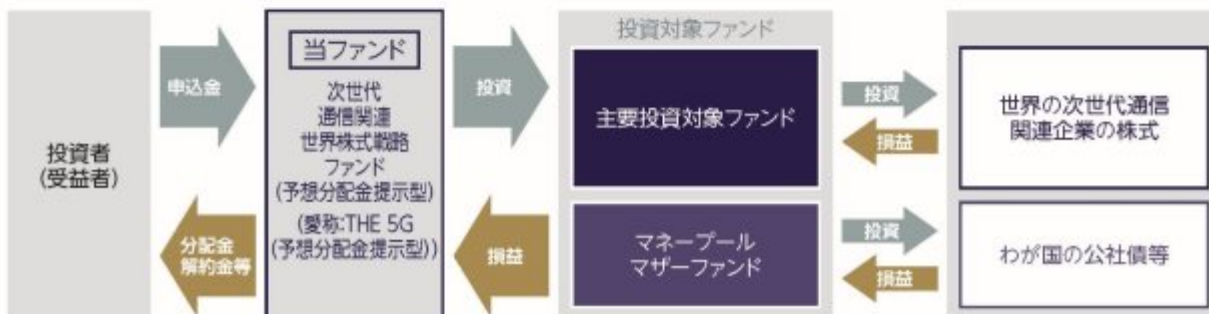 投資者
(受益者)
申込金
分配金
解約金等
当ファンド
次世代
通信関連
世界株式戦略
ファンド
(予想分配金提示型)
(愛称:THE 5G
(予想分配金提示型))
投資
損益
投資対象ファンド
主要投資対象ファンド
マネープール
マザーファンド
投資
損益
投資
損益
世界の次世代通信
関連企業の株式
わが国の公社債等